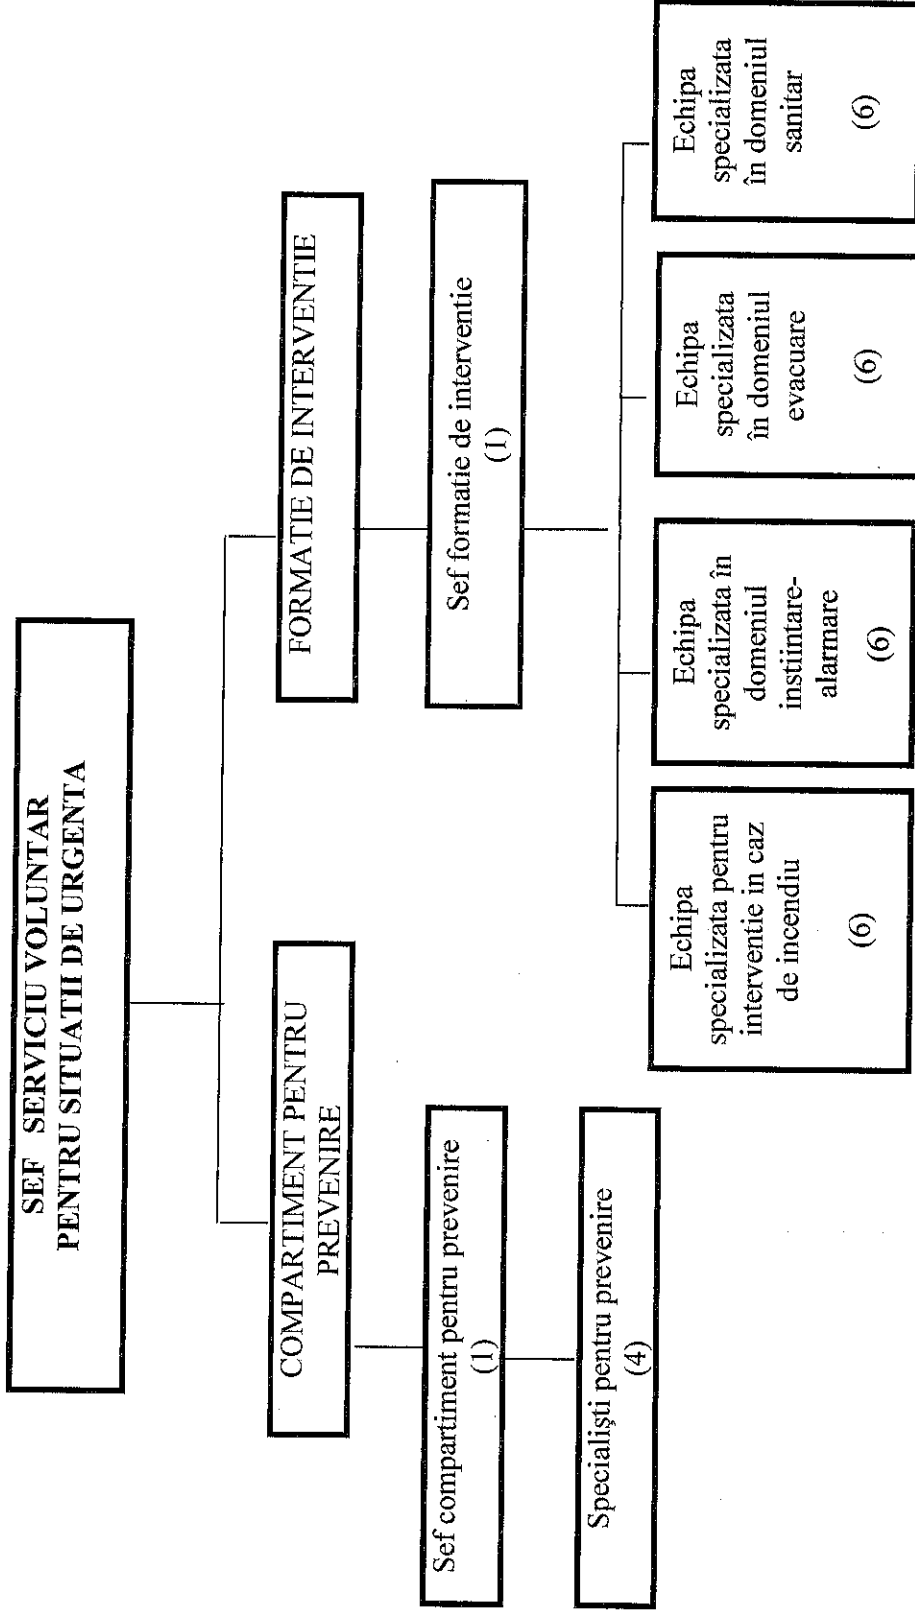 SEF SERVICIU VOLUNTAR
PENTRU SITUATII DE URGENTA
COMPARTIMENT PENTRU
PREVENIRE
FORMATIE DE INTERVENTIE
Sef compartiment pentru prevenire
(1)
Sef formatie de interventie
(1)
Specialişti pentru prevenire
(4)
Echipa
specializata pentru
interventie in caz
de incendiu
(6)
Echipa
specializata în
domeniul
instiintare-
alarmare
(6)
Echipa
specializata
în domeniul
evacuare
(6)
Echipa
specializata
în domeniul
sanitar
(6)